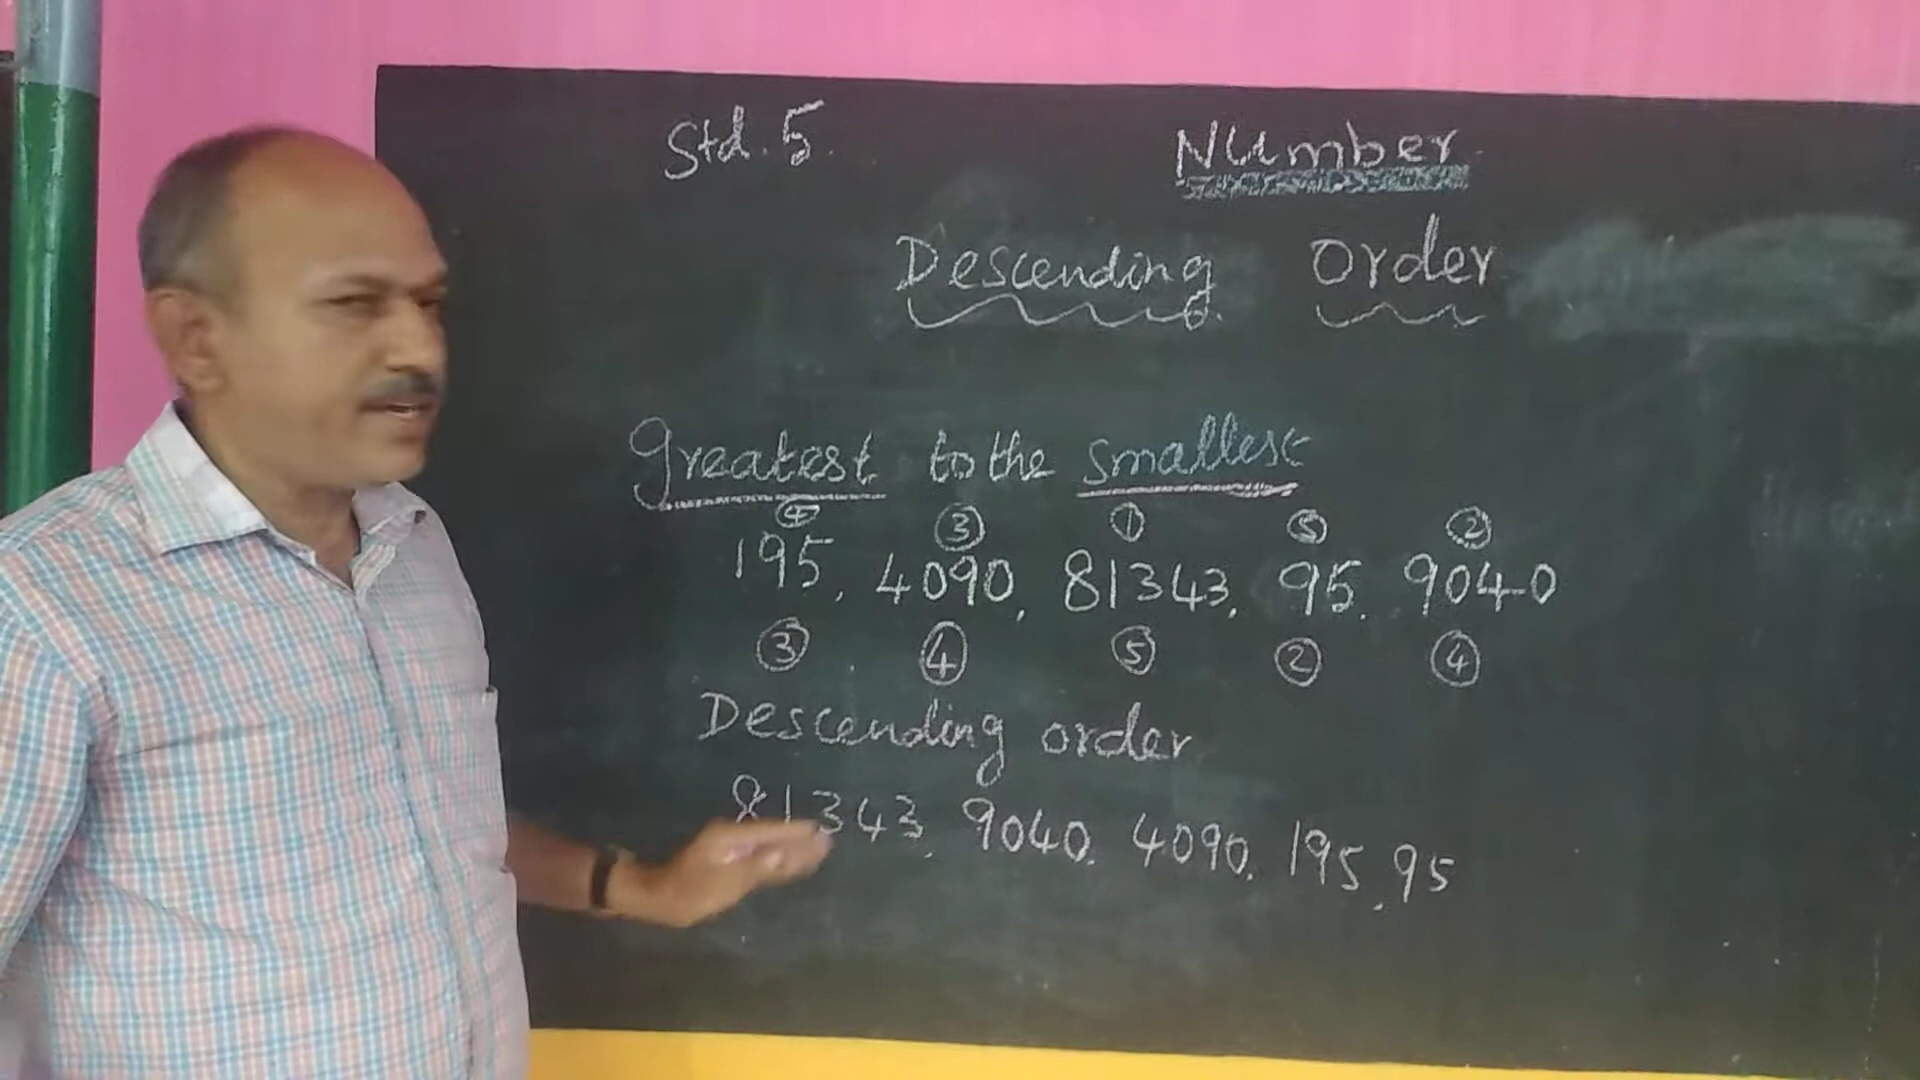 Std. 5. Number
Descending Order
Greatest to the smallest
④ ③ ① ⑤ ②
195, 4090, 81343, 95, 9040
③ ④ ⑤ ② ④
Descending order
81343, 9040, 4090, 195, 95